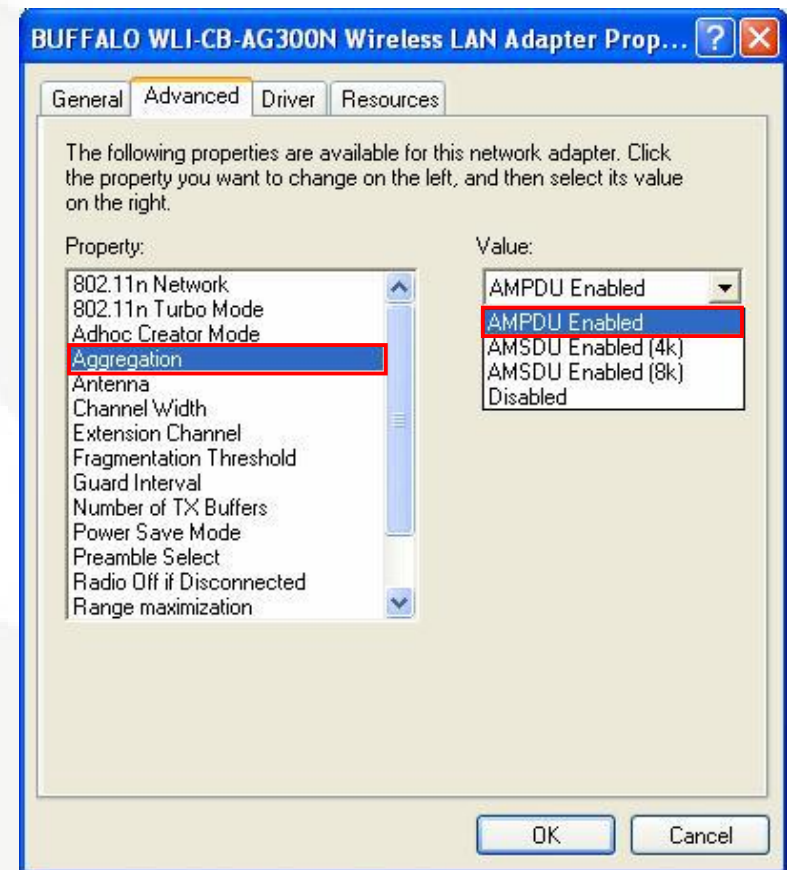 BUFFALO WLI-CB-AG300N Wireless LAN Adapter Prop...
General Advanced Driver Resources
The following properties are available for this network adapter. Click
the property you want to change on the left, and then select its value
on the right.
Property:
802.11n Network
802.11n Turbo Mode
Adhoc Creator Mode
Aggregation
Antenna
Channel Width
Extension Channel
Fragmentation Threshold
Guard Interval
Number of TX Buffers
Power Save Mode
Preamble Select
Radio Off if Disconnected
Range maximization
Value:
AMPDU Enabled
AMPDU Enabled
AMSDU Enabled (4k)
AMSDU Enabled (8k)
Disabled
OK Cancel